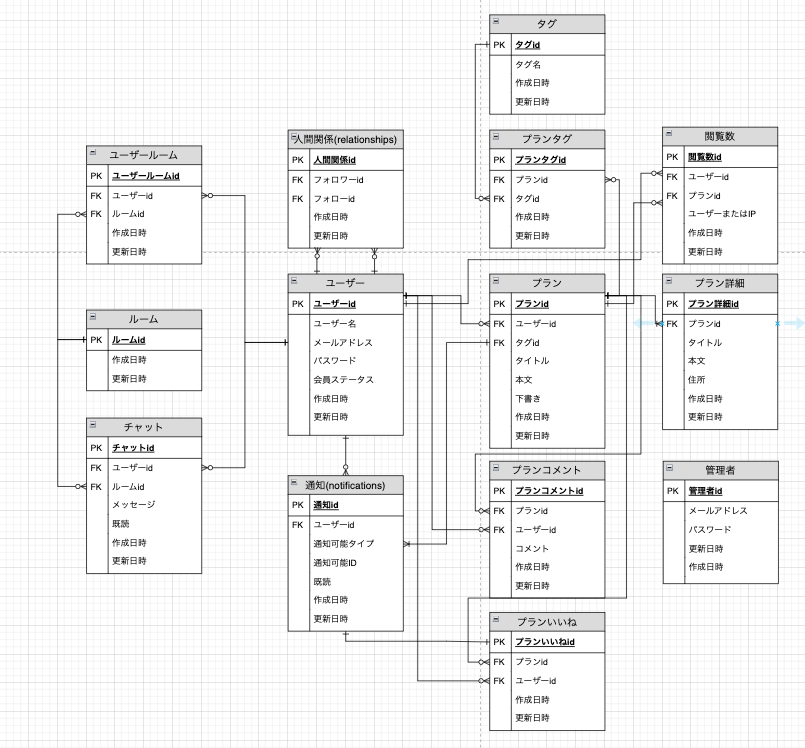 タグ
PK タグid
タグ名
作成日時
更新日時
人間関係(relationships)
PK 人間関係id
FK フォロワーid
FK フォローid
作成日時
更新日時
プランタグ
PK プランタグid
FK プランid
FK タグid
作成日時
更新日時
閲覧数
PK 閲覧数id
FK ユーザーid
FK プランid
ユーザーまたはIP
作成日時
更新日時
ユーザールーム
PK ユーザールームid
FK ユーザーid
FK ルームid
作成日時
更新日時
ユーザー
PK ユーザーid
ユーザー名
メールアドレス
パスワード
会員ステータス
作成日時
更新日時
プラン
PK プランid
FK ユーザーid
FK タグid
タイトル
本文
下書き
作成日時
更新日時
プラン詳細
PK プラン詳細id
FK プランid
タイトル
本文
住所
作成日時
更新日時
ルーム
PK ルームid
作成日時
更新日時
チャット
PK チャットid
FK ユーザーid
FK ルームid
メッセージ
既読
作成日時
更新日時
通知(notifications)
PK 通知id
FK ユーザーid
通知可能タイプ
通知可能ID
既読
作成日時
更新日時
プランコメント
PK プランコメントid
FK プランid
FK ユーザーid
コメント
作成日時
更新日時
管理者
PK 管理者id
メールアドレス
パスワード
更新日時
作成日時
プランいいね
PK プランいいねid
FK プランid
FK ユーザーid
作成日時
更新日時